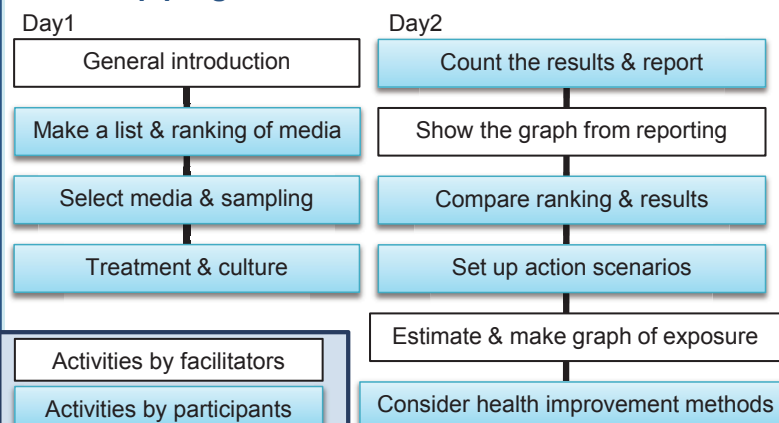 Day1
General introduction
Make a list & ranking of media
Select media & sampling
Treatment & culture
Activities by facilitators
Activities by participants
Day2
Count the results & report
Show the graph from reporting
Compare ranking & results
Set up action scenarios
Estimate & make graph of exposure
Consider health improvement methods